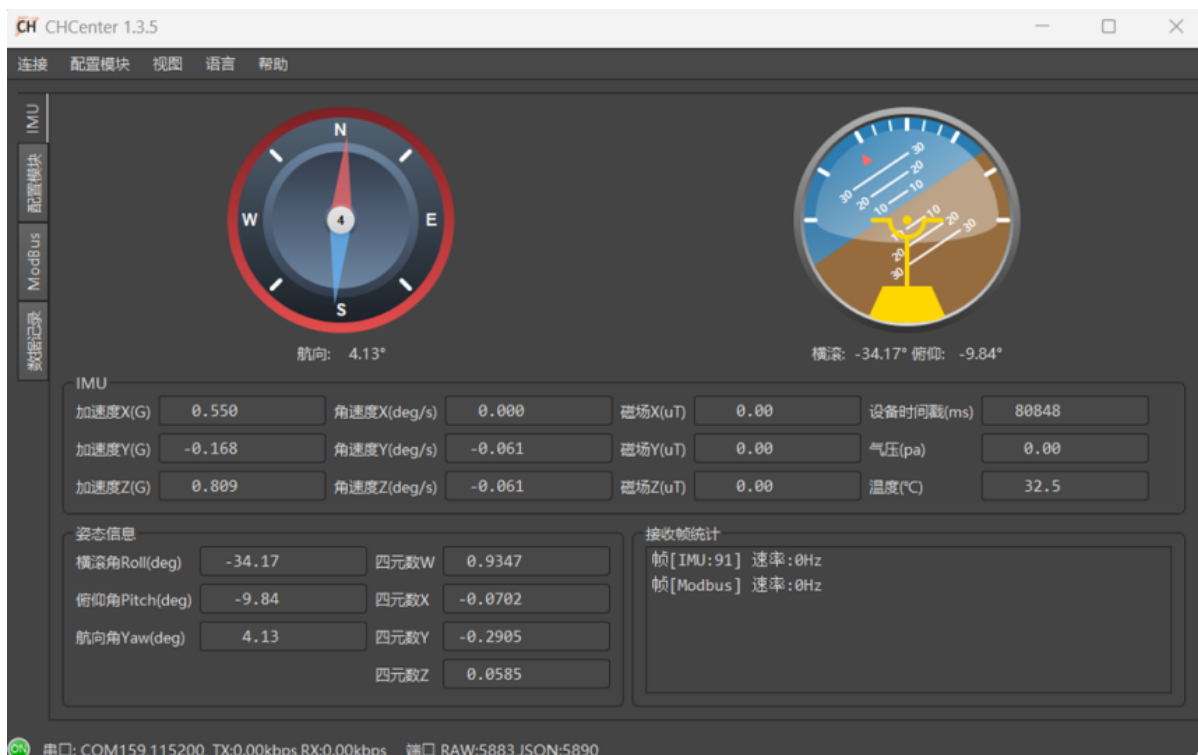 CH CHCenter 1.3.5
连接 配置模块 视图 语言 帮助
IMU
配置模块
ModBus
数据记录
N
W 4 E
S
航向: 4.13°
30
20
10
30
20
10
10
20
30
10
20
30
横滚: -34.17° 俯仰: -9.84°
IMU
加速度X(G) 0.550 角速度X(deg/s) 0.000 磁场X(uT) 0.00 设备时间戳(ms) 80848
加速度Y(G) -0.168 角速度Y(deg/s) -0.061 磁场Y(uT) 0.00 气压(pa) 0.00
加速度Z(G) 0.809 角速度Z(deg/s) -0.061 磁场Z(uT) 0.00 温度(℃) 32.5
姿态信息
横滚角Roll(deg) -34.17 四元数W 0.9347
俯仰角Pitch(deg) -9.84 四元数X -0.0702
航向角Yaw(deg) 4.13 四元数Y -0.2905
四元数Z 0.0585
接收帧统计
帧[IMU:91] 速率:0Hz
帧[Modbus] 速率:0Hz
ON 串口: COM159 115200 TX:0.00kbps RX:0.00kbps 端口 RAW:5883 JSON:5890